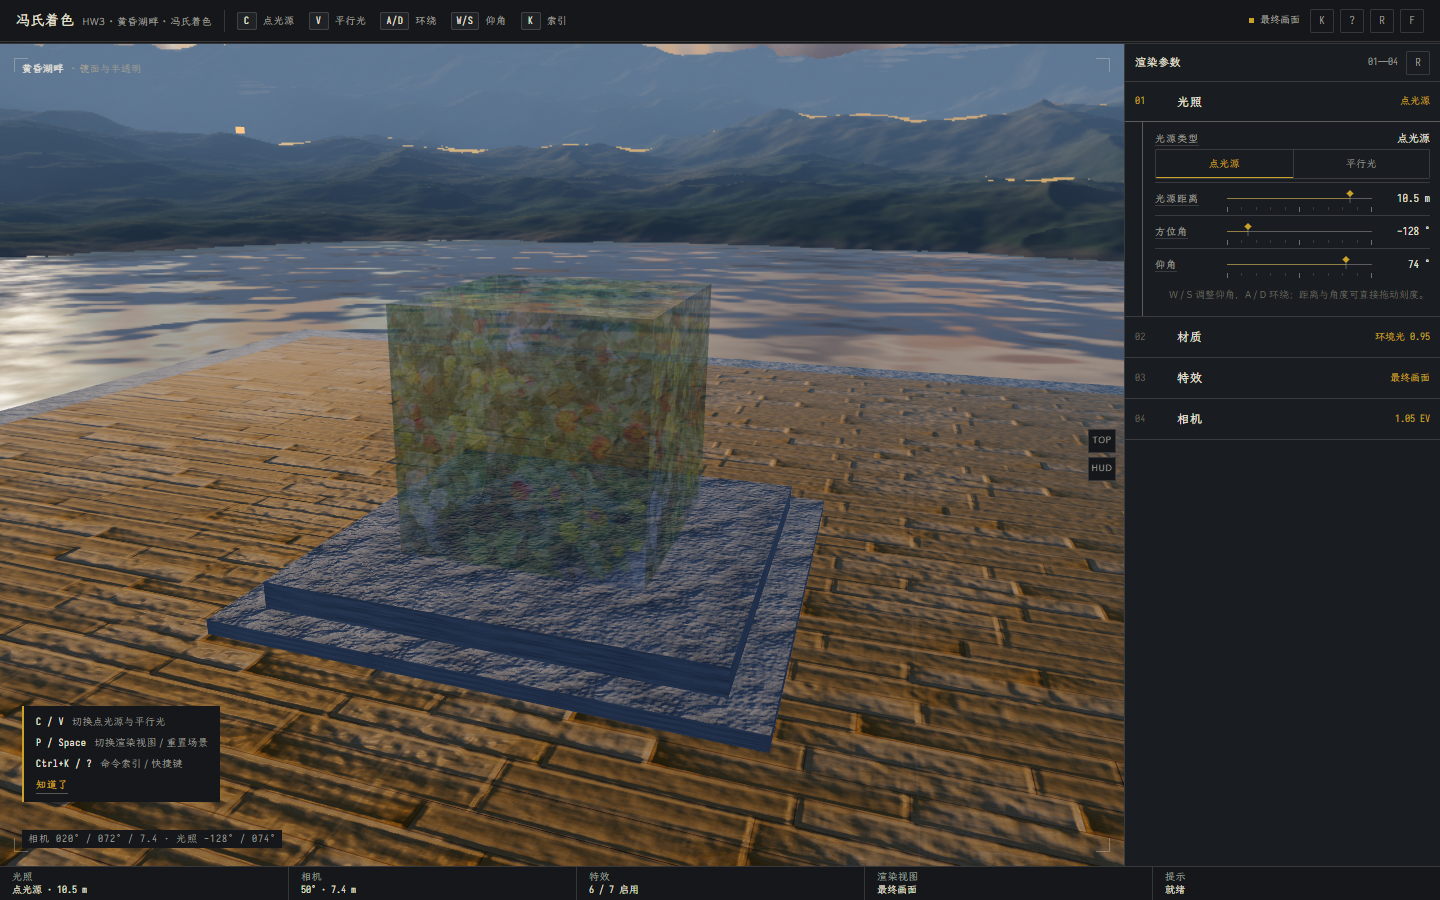 冯氏着色 HW3・黄昏湖畔・冯氏着色 C 点光源 V 平行光 A/D 环绕 W/S 仰角 K 索引 最终画面 K ? R F
黄昏湖畔 · 镜面与半透明
渲染参数 01—04 R
01 光照 点光源
光源类型 点光源
点光源 平行光
光源距离 10.5 m
方位角 -128 °
仰角 74 °
W / S 调整仰角，A / D 环绕；距离与角度可直接拖动刻度。
02 材质 环境光 0.95
03 特效 最终画面
04 相机 1.05 EV
TOP
HUD
C / V 切换点光源与平行光
P / Space 切换渲染视图 / 重置场景
Ctrl+K / ? 命令索引 / 快捷键
知道了
相机 020° / 072° / 7.4 · 光照 -128° / 074°
光照
点光源 · 10.5 m
相机
50° · 7.4 m
特效
6 / 7 启用
渲染视图
最终画面
提示
就绪